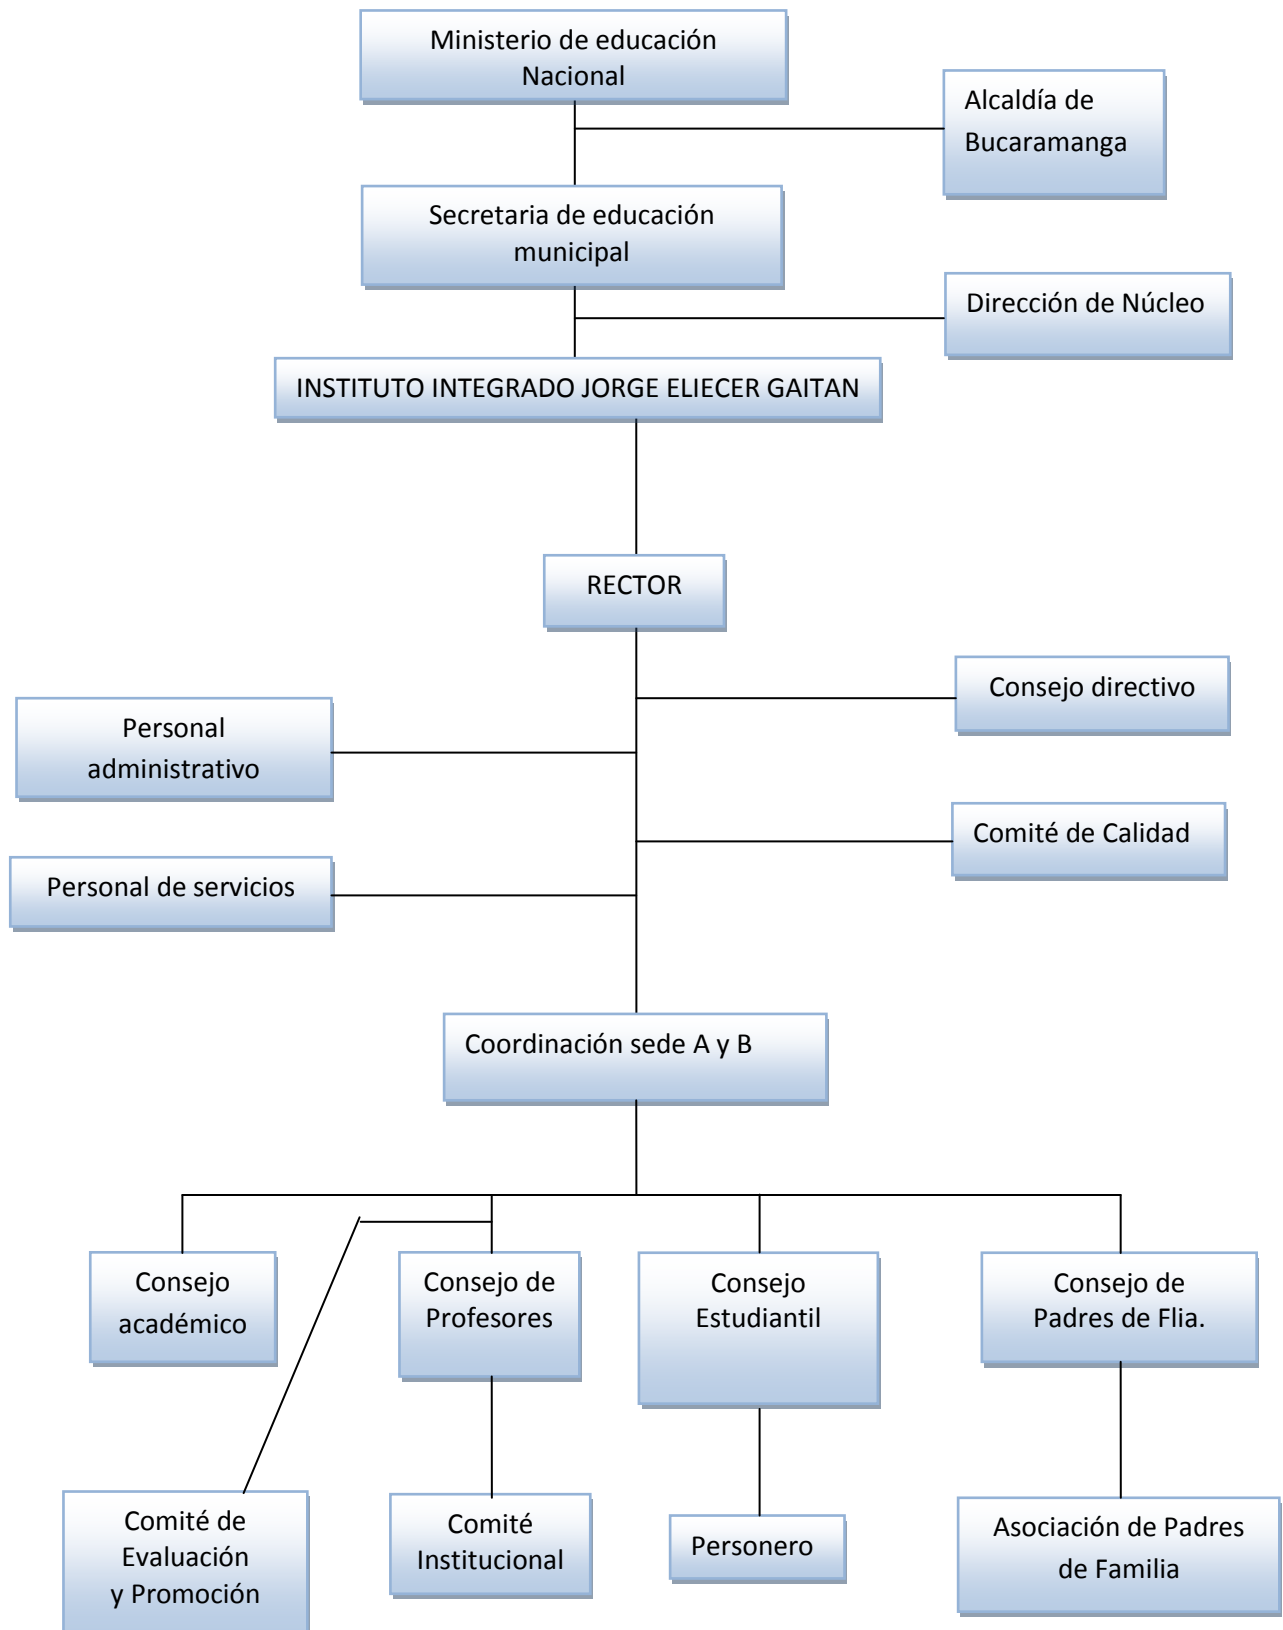 Ministerio de educación
Nacional
Alcaldía de
Bucaramanga
Secretaria de educación
municipal
Dirección de Núcleo
INSTITUTO INTEGRADO JORGE ELIECER GAITAN
RECTOR
Consejo directivo
Personal
administrativo
Comité de Calidad
Personal de servicios
Coordinación sede A y B
Consejo
académico
Consejo de
Profesores
Consejo
Estudiantil
Consejo de
Padres de Flia.
Comité de
Evaluación
y Promoción
Comité
Institucional
Personero
Asociación de Padres
de Familia